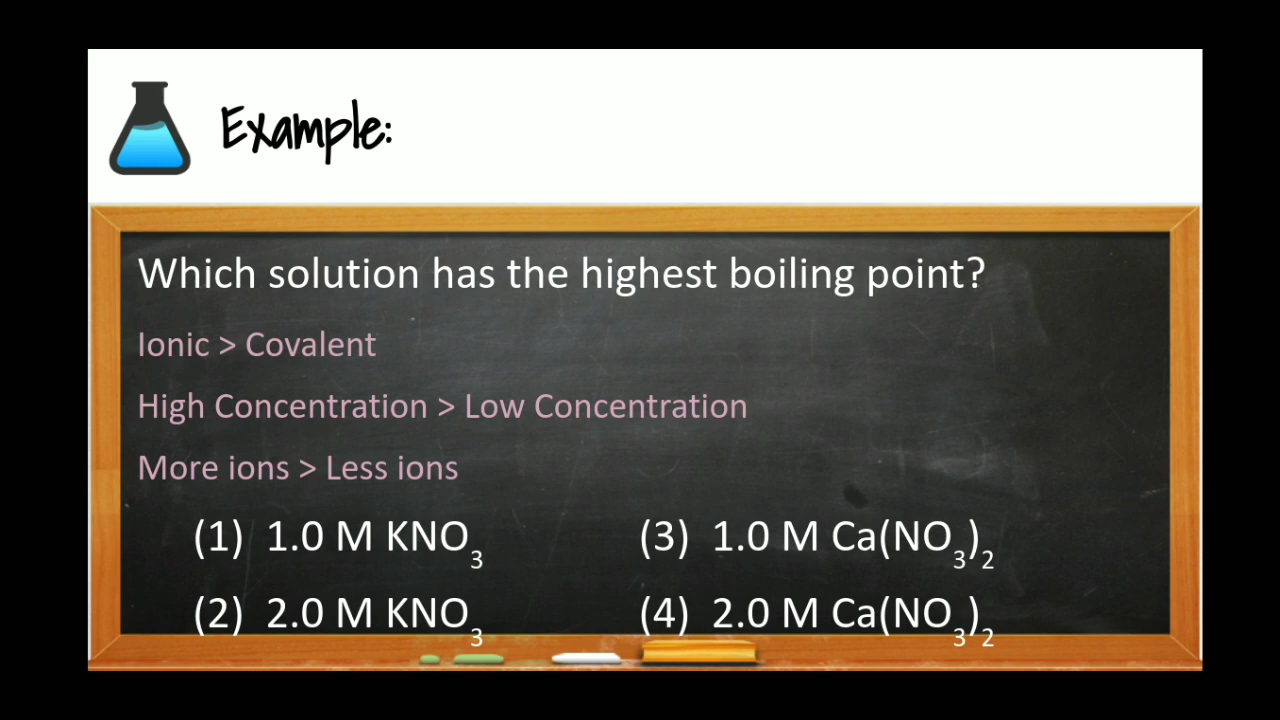 Example:
Which solution has the highest boiling point?
Ionic > Covalent
High Concentration > Low Concentration
More ions > Less ions
(1) 1.0 M KNO₃ (3) 1.0 M Ca(NO₃)₂
(2) 2.0 M KNO₃ (4) 2.0 M Ca(NO₃)₂